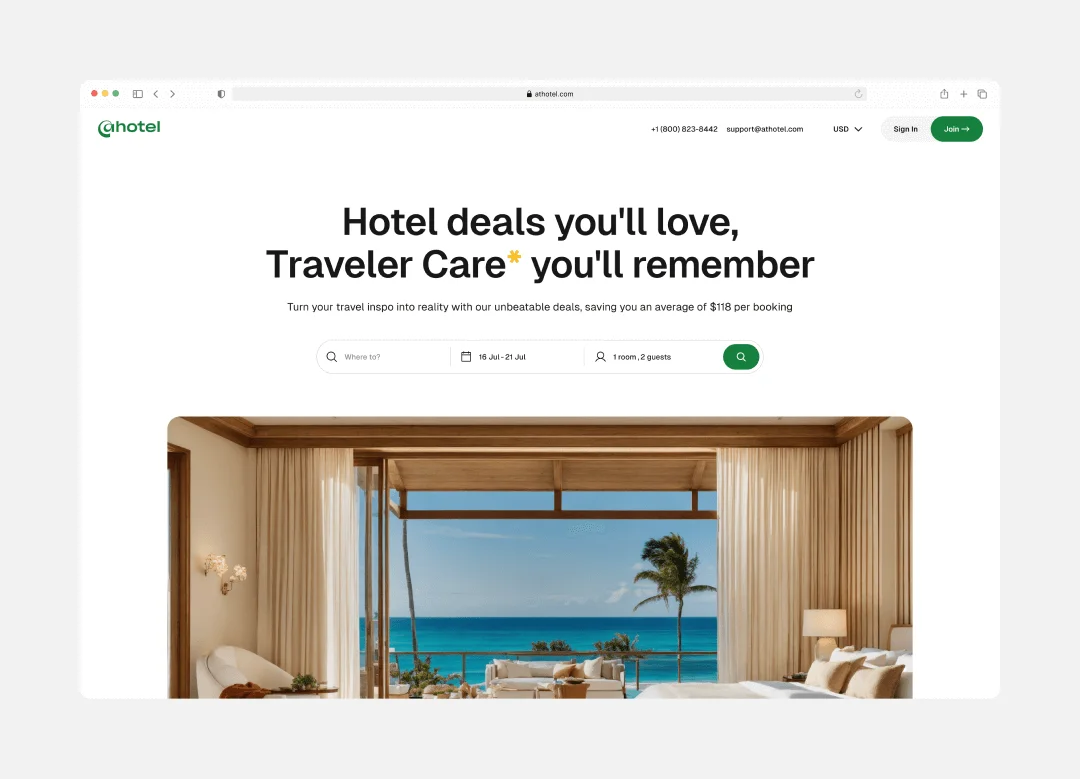 athotel.com
@hotel
+1 (800) 823-8442 support@athotel.com USD Sign In Join →
Hotel deals you'll love,
Traveler Care* you'll remember
Turn your travel inspo into reality with our unbeatable deals, saving you an average of $118 per booking
Where to? 16 Jul - 21 Jul 1 room , 2 guests